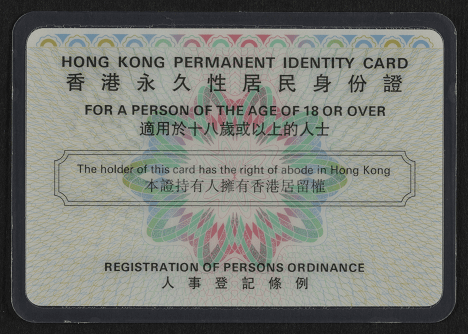 HONG KONG PERMANENT IDENTITY CARD
香港永久性居民身份證
FOR A PERSON OF THE AGE OF 18 OR OVER
適用於十八歲或以上的人士
The holder of this card has the right of abode in Hong Kong
本證持有人擁有香港居留權
REGISTRATION OF PERSONS ORDINANCE
人事登記條例